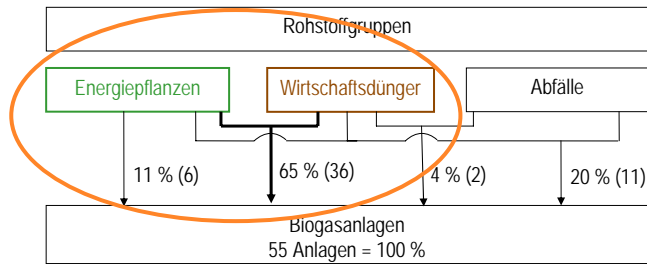 Rohstoffgruppen
Energiepflanzen
Wirtschaftsdünger
Abfälle
11 % (6)
65 % (36)
4 % (2)
20 % (11)
Biogasanlagen
55 Anlagen = 100 %